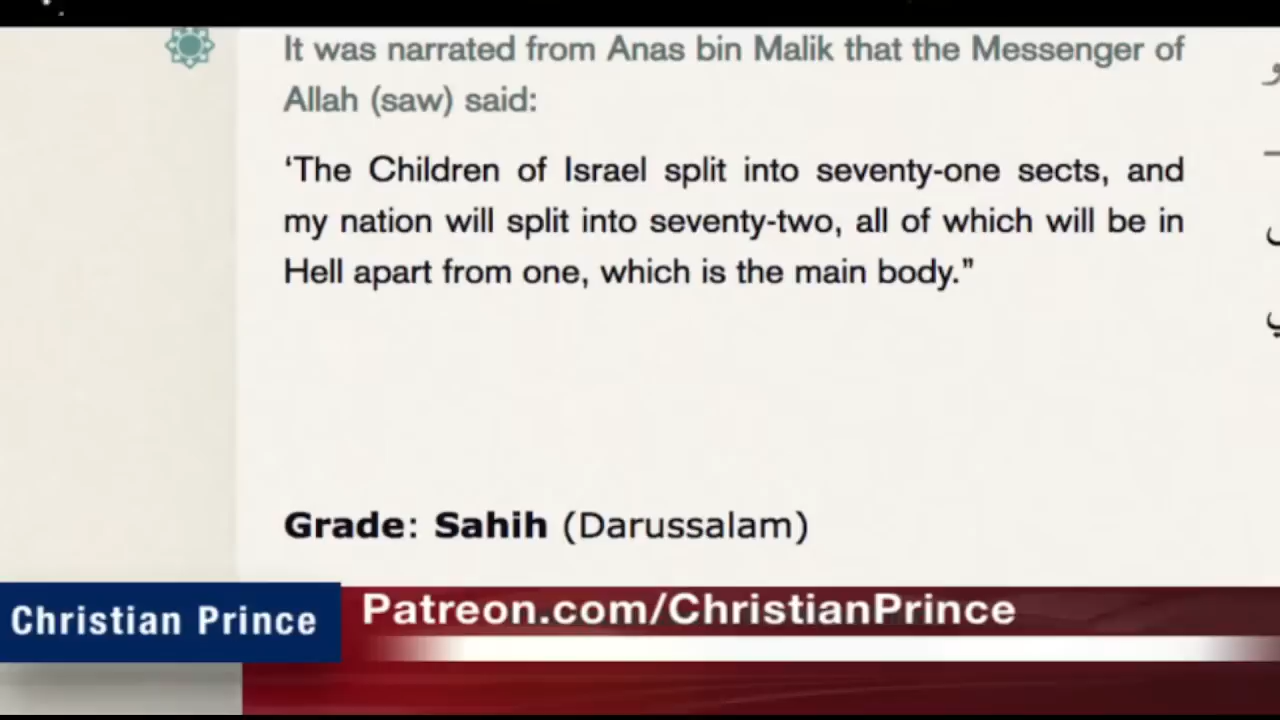 It was narrated from Anas bin Malik that the Messenger of
Allah (saw) said:
‘The Children of Israel split into seventy-one sects, and
my nation will split into seventy-two, all of which will be in
Hell apart from one, which is the main body.”
Grade: Sahih (Darussalam)
Christian Prince
Patreon.com/ChristianPrince